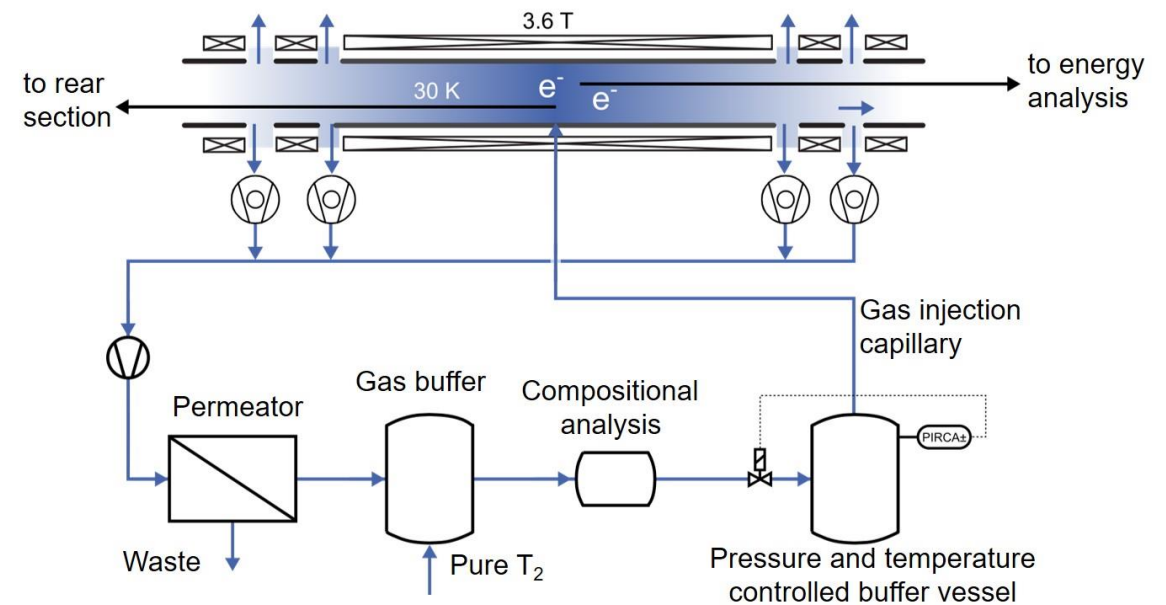 3.6 T
to rear
section
30 K
e-
e-
to energy
analysis
Gas injection
capillary
Permeator
Gas buffer
Compositional
analysis
PIRCA±
Waste
Pure T2
Pressure and temperature
controlled buffer vessel